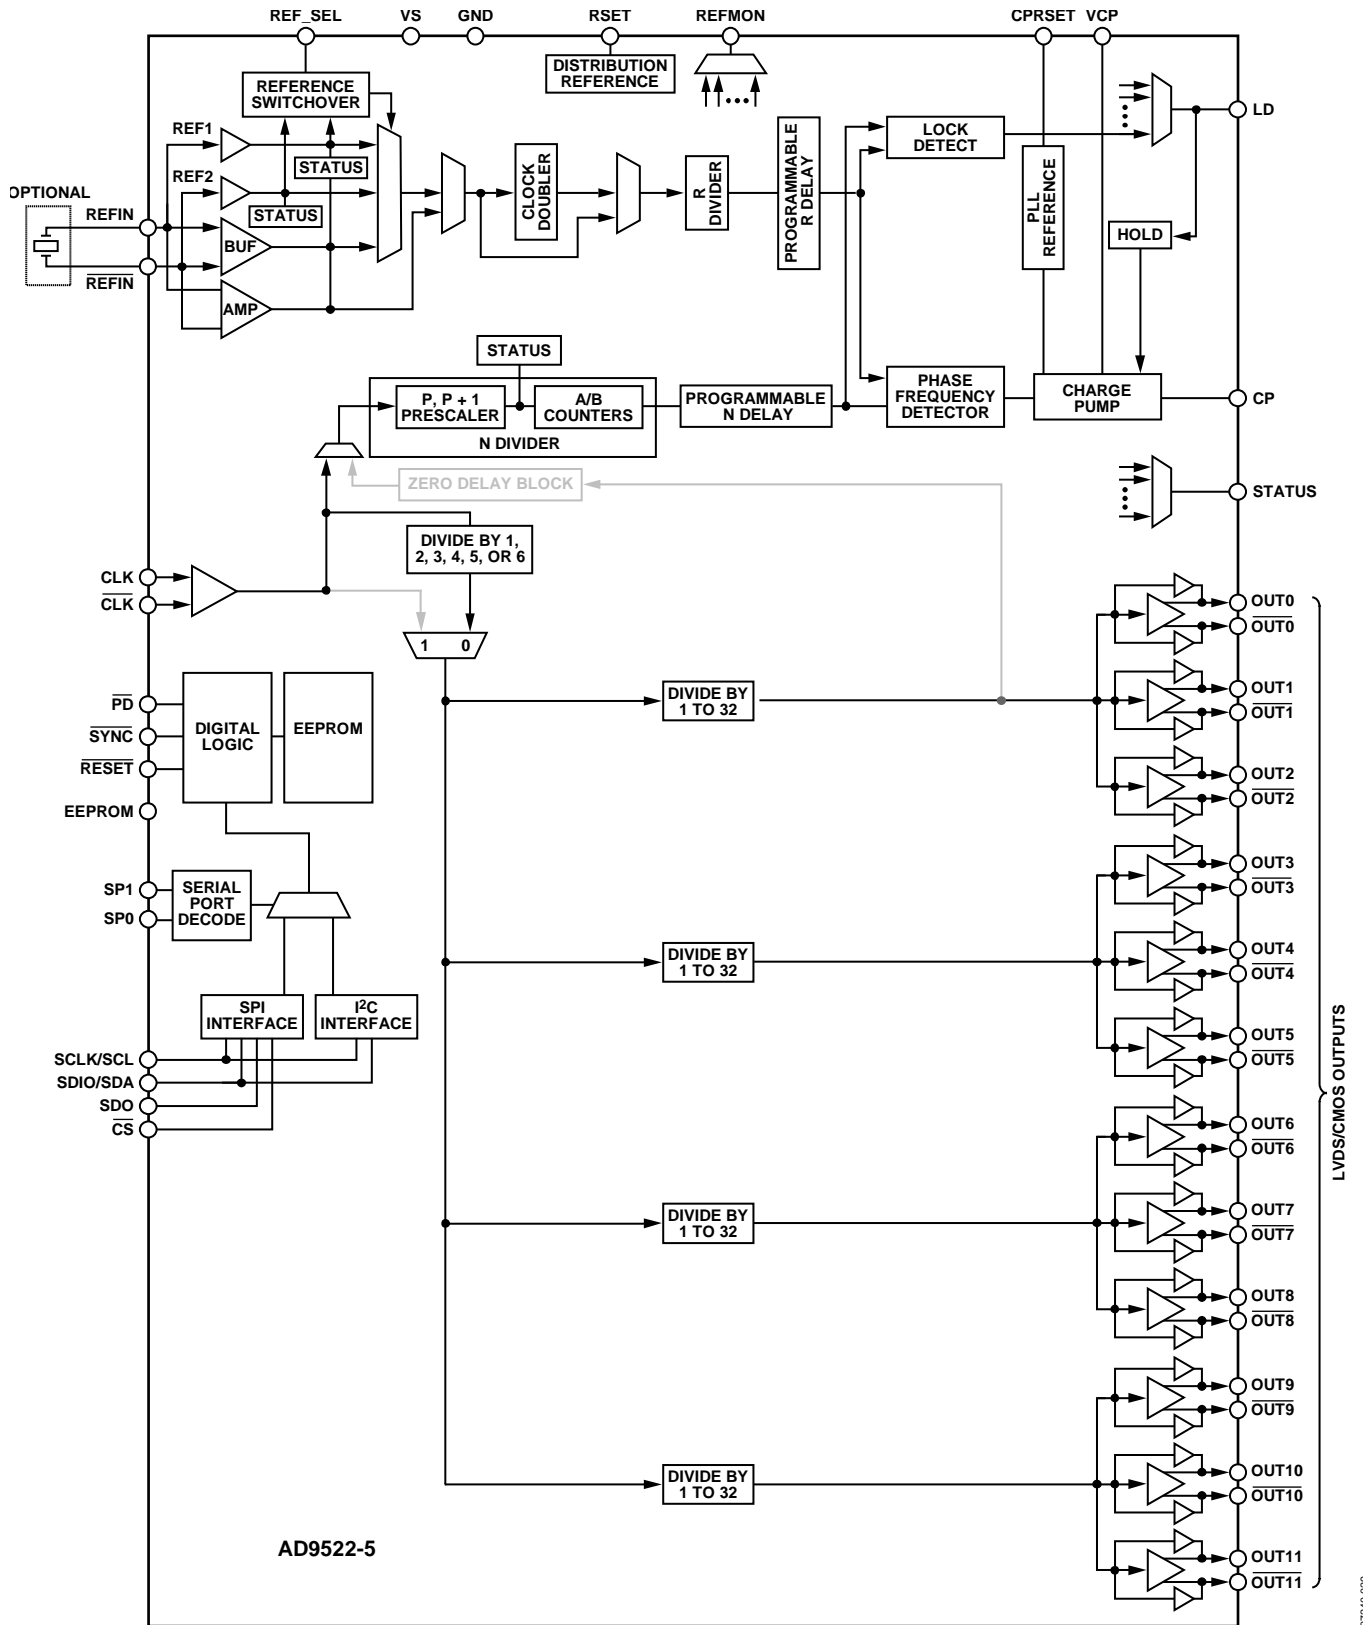 REF_SEL VS GND RSET REFMON CPRSET VCP
REFERENCE
SWITCHOVER
DISTRIBUTION
REFERENCE
LOCK
DETECT
LD
REF1
REF2
STATUS
STATUS
OPTIONAL
REFIN
REFIN
BUF
AMP
CLOCK
DOUBLER
R
DIVIDER
PROGRAMMABLE
R DELAY
PLL
REFERENCE
HOLD
STATUS
P, P + 1
PRESCALER
A/B
COUNTERS
N DIVIDER
PROGRAMMABLE
N DELAY
PHASE
FREQUENCY
DETECTOR
CHARGE
PUMP
CP
ZERO DELAY BLOCK
STATUS
DIVIDE BY 1,
2, 3, 4, 5, OR 6
CLK
CLK
1 0
OUT0
OUT0
DIVIDE BY
1 TO 32
OUT1
OUT1
OUT2
OUT2
PD
SYNC
RESET
EEPROM
DIGITAL
LOGIC
EEPROM
SP1
SP0
SERIAL
PORT
DECODE
OUT3
OUT3
DIVIDE BY
1 TO 32
OUT4
OUT4
OUT5
OUT5
SPI
INTERFACE
I2C
INTERFACE
SCLK/SCL
SDIO/SDA
SDO
CS
LVDS/CMOS OUTPUTS
OUT6
OUT6
DIVIDE BY
1 TO 32
OUT7
OUT7
OUT8
OUT8
OUT9
OUT9
DIVIDE BY
1 TO 32
OUT10
OUT10
OUT11
OUT11
AD9522-5